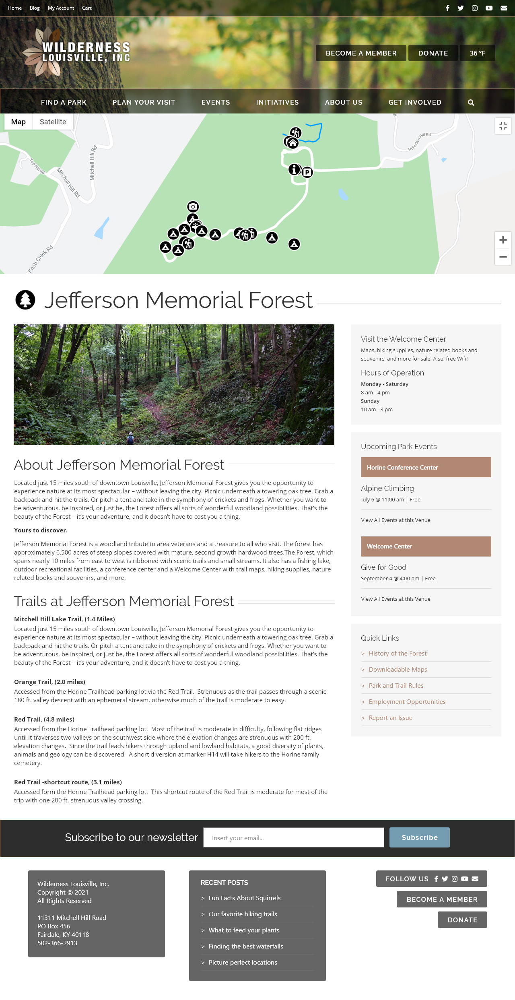 Home Blog My Account Cart
WILDERNESS
LOUISVILLE, INC
BECOME A MEMBER DONATE 36 °F
FIND A PARK PLAN YOUR VISIT EVENTS INITIATIVES ABOUT US GET INVOLVED
Map Satellite
Holsclaw Hill Rd
Top Hill Rd
Mitchell Hill Rd
Mitchell Hill Rd
Knob Creek Rd
Jefferson Memorial Forest
About Jefferson Memorial Forest
Located just 15 miles south of downtown Louisville, Jefferson Memorial Forest gives you the opportunity to
experience nature at its most spectacular – without leaving the city. Picnic underneath a towering oak tree. Grab a
backpack and hit the trails. Or pitch a tent and take in the symphony of crickets and frogs. Whether you want to
be adventurous, be inspired, or just be, the Forest offers all sorts of wonderful woodland possibilities. That’s the
beauty of the Forest – it’s your adventure, and it doesn’t have to cost you a thing.
Yours to discover.
Jefferson Memorial Forest is a woodland tribute to area veterans and a treasure to all who visit. The forest has
approximately 6,500 acres of steep slopes covered with mature, second growth hardwood trees.The Forest, which
spans nearly 10 miles from east to west is ribboned with scenic trails and small streams. It also has a fishing lake,
outdoor recreational facilities, a conference center and a Welcome Center with trail maps, hiking supplies, nature
related books and souvenirs, and more.
Trails at Jefferson Memorial Forest
Mitchell Hill Lake Trail, (1.4 Miles)
Located just 15 miles south of downtown Louisville, Jefferson Memorial Forest gives you the opportunity to
experience nature at its most spectacular – without leaving the city. Picnic underneath a towering oak tree. Grab a
backpack and hit the trails. Or pitch a tent and take in the symphony of crickets and frogs. Whether you want to
be adventurous, be inspired, or just be, the Forest offers all sorts of wonderful woodland possibilities. That’s the
beauty of the Forest – it’s your adventure, and it doesn’t have to cost you a thing.
Orange Trail, (2.0 miles)
Accessed from the Horine Trailhead parking lot via the Red Trail. Strenuous as the trail passes through a scenic
180 ft. valley descent with an ephemeral stream, otherwise much of the trail is moderate to easy.
Red Trail, (4.8 miles)
Accessed from the Horine Trailhead parking lot. Most of the trail is moderate in difficulty, following flat ridges
until it traverses two valleys on the southwest side where the elevation changes are strenuous with 200 ft.
elevation changes. Since the trail leads hikers through upland and lowland habitats, a good diversity of plants,
animals and geology can be discovered. A short diversion at marker H14 will take hikers to the Horine family
cemetery.
Red Trail -shortcut route, (3.1 miles)
Accessed form the Horine Trailhead parking lot. This shortcut route of the Red Trail is moderate for most of the
trip with one 200 ft. strenuous valley crossing.
Visit the Welcome Center
Maps, hiking supplies, nature related books and
souvenirs, and more for sale! Also, free Wifi!
Hours of Operation
Monday - Saturday
8 am - 4 pm
Sunday
10 am - 3 pm
Upcoming Park Events
Horine Conference Center
Alpine Climbing
July 6 @ 11:00 am | Free
View All Events at this Venue
Welcome Center
Give for Good
September 4 @ 4:00 pm | Free
View All Events at this Venue
Quick Links
> History of the Forest
> Downloadable Maps
> Park and Trail Rules
> Employment Opportunities
> Report an Issue
Subscribe to our newsletter Insert your email... Subscribe
Wilderness Louisville, Inc.
Copyright © 2021
All Rights Reserved
11311 Mitchell Hill Road
PO Box 456
Fairdale, KY 40118
502-366-2913
RECENT POSTS
> Fun Facts About Squirrels
> Our favorite hiking trails
> What to feed your plants
> Finding the best waterfalls
> Picture perfect locations
FOLLOW US
BECOME A MEMBER
DONATE